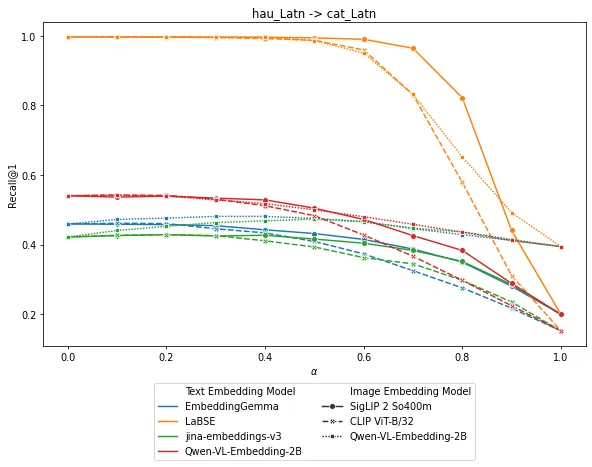 hau_Latn -> cat_Latn
1.0
0.8
0.6
0.4
0.2
Recall@1
0.0 0.2 0.4 0.6 0.8 1.0
α
Text Embedding Model Image Embedding Model
EmbeddingGemma SigLIP 2 So400m
LaBSE CLIP ViT-B/32
jina-embeddings-v3 Qwen-VL-Embedding-2B
Qwen-VL-Embedding-2B